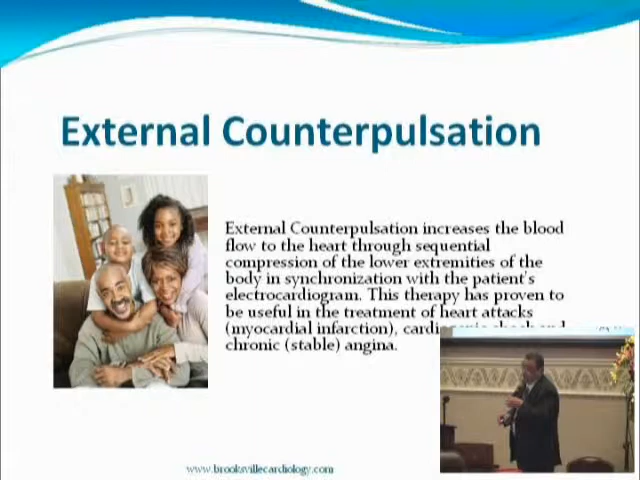 External Counterpulsation
External Counterpulsation increases the blood
flow to the heart through sequential
compression of the lower extremities of the
body in synchronization with the patient's
electrocardiogram. This therapy has proven to
be useful in the treatment of heart attacks
(myocardial infarction), cardiogenic shock and
chronic (stable) angina.
www.brooksvillecardiology.com